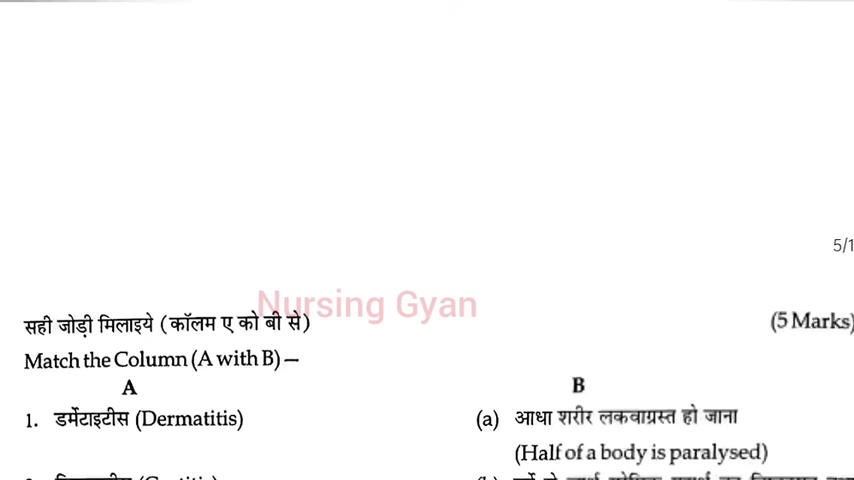 5/1
Nursing Gyan
सही जोड़ी मिलाइये (कॉलम ए को बी से)
(5 Marks)
Match the Column (A with B) –
A
B
1. डर्मेटाइटीस (Dermatitis)
(a) आधा शरीर लकवाग्रस्त हो जाना
(Half of a body is paralysed)
(b)